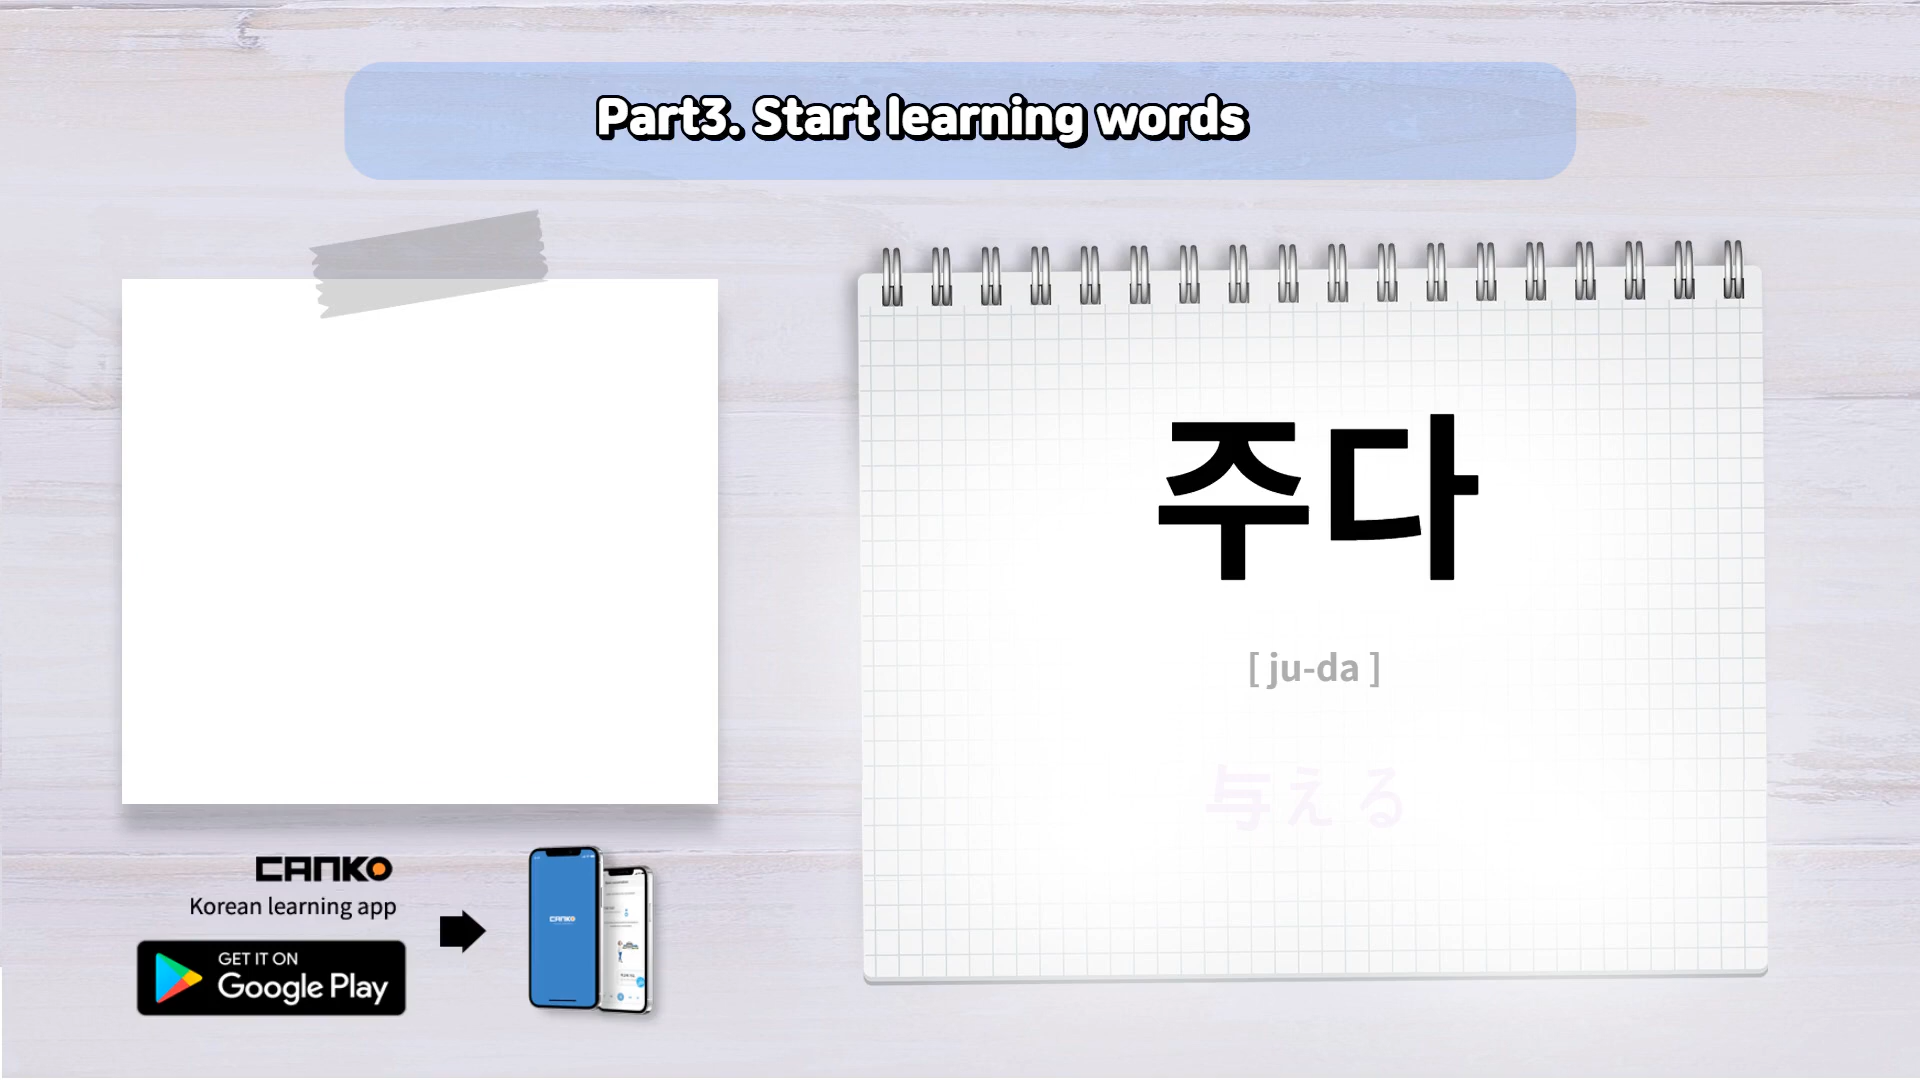 Part3. Start learning words
주다
[ ju-da ]
与える
CANKO
Korean learning app
GET IT ON
Google Play
CANKO